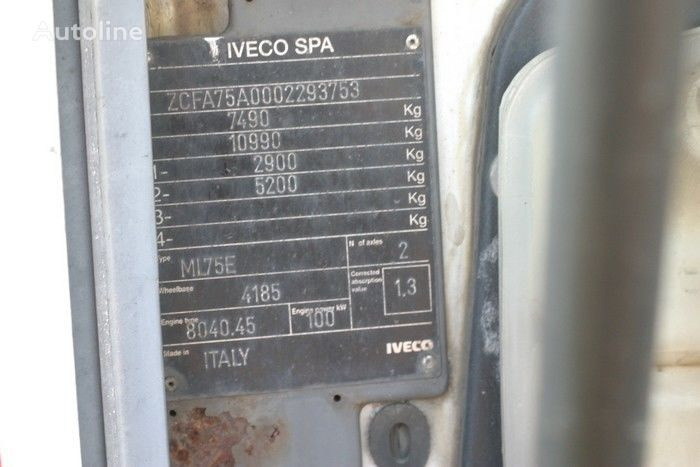 Autoline
IVECO SPA
ZCFA75A0002293753
7490 Kg
10990 Kg
1- 2900 Kg
2- 5200 Kg
3- Kg
4- Kg
Type ML75E N of axles 2
Wheelbase 4185 Corrected absorption value 1,3
Engine type 8040.45 Engine power kW 100
Made in ITALY IVECO